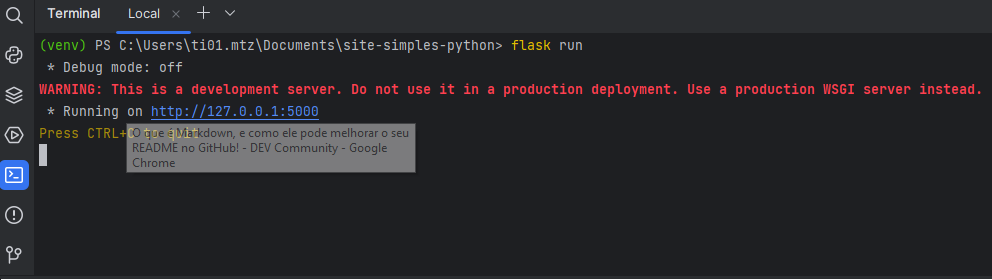 Terminal Local
(venv) PS C:\Users\ti01.mtz\Documents\site-simples-python> flask run
* Debug mode: off
WARNING: This is a development server. Do not use it in a production deployment. Use a production WSGI server instead.
* Running on http://127.0.0.1:5000
Press CTRL+C to quit
O que é Markdown, e como ele pode melhorar o seu
README no GitHub! - DEV Community - Google
Chrome